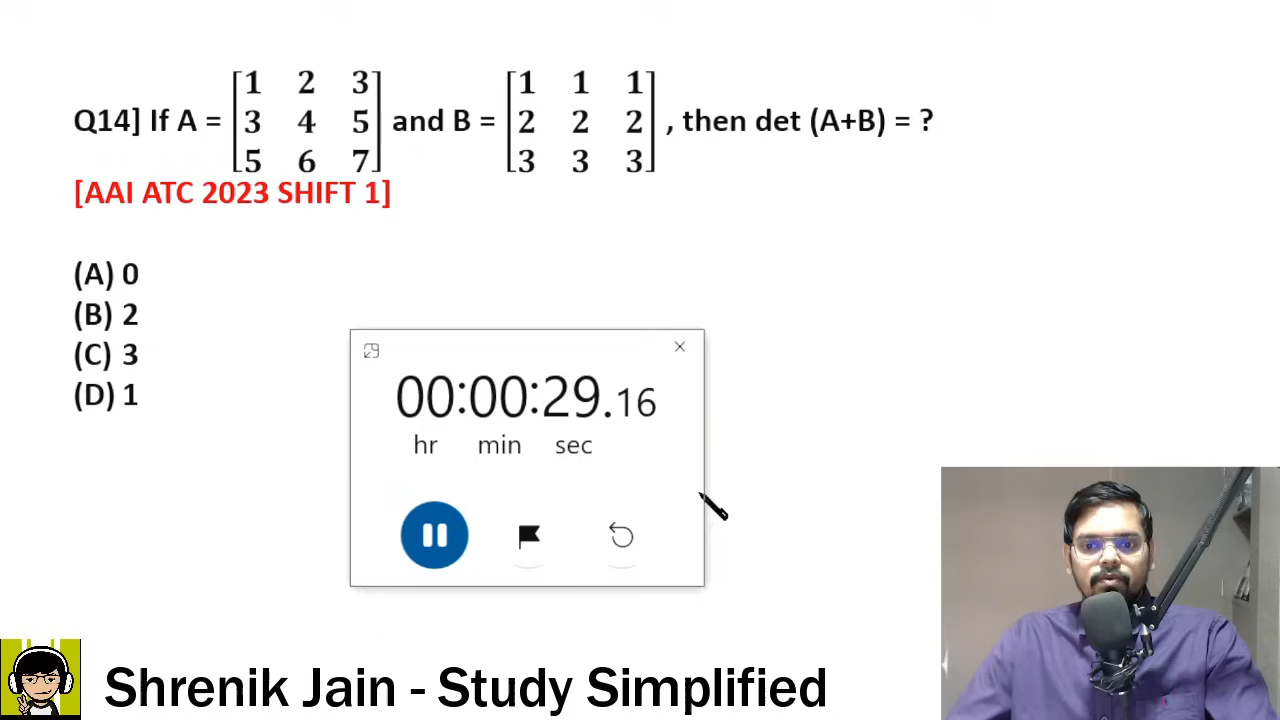 Q14] If A = [1 2 3; 3 4 5; 5 6 7] and B = [1 1 1; 2 2 2; 3 3 3], then det (A+B) = ?
[AAI ATC 2023 SHIFT 1]
(A) 0
(B) 2
(C) 3
(D) 1
00:00:29.16
hr min sec
Shrenik Jain - Study Simplified